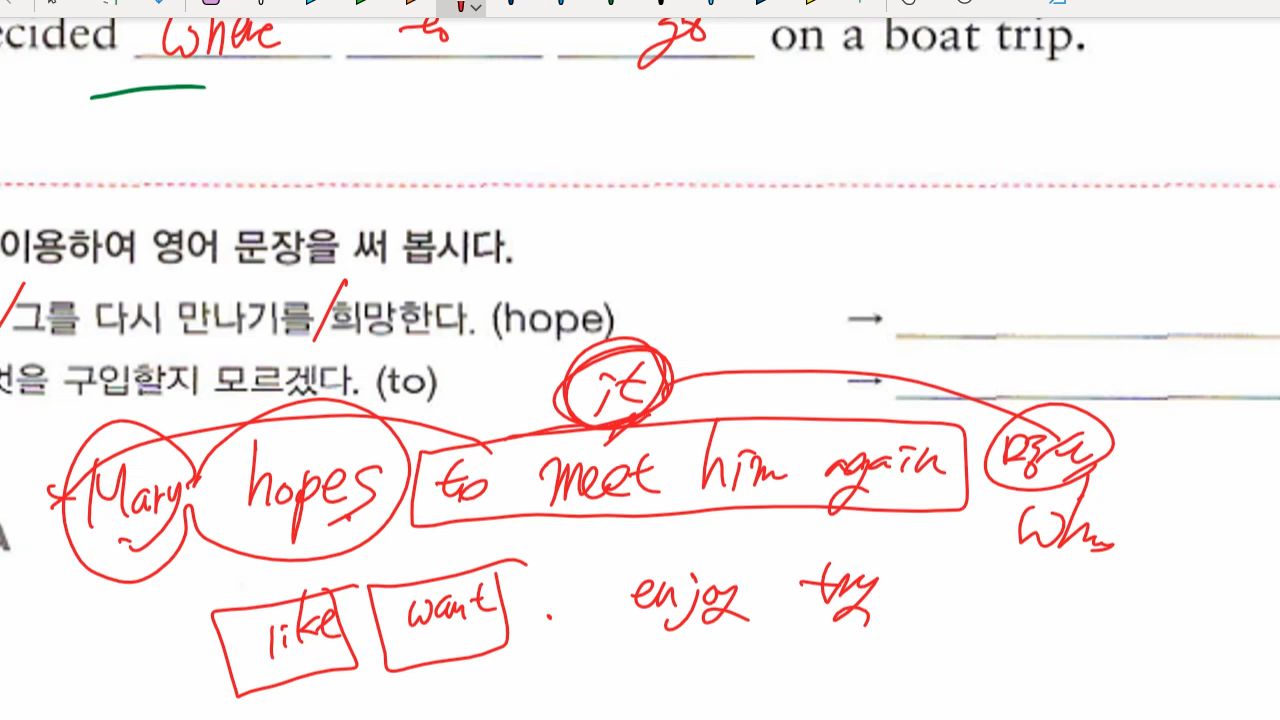 ecided where to go on a boat trip.
이용하여 영어 문장을 써 봅시다.
/그를 다시 만나기를/희망한다. (hope) →
것을 구입할지 모르겠다. (to) →
it
Mary hopes to meet him again
like want . enjoy try